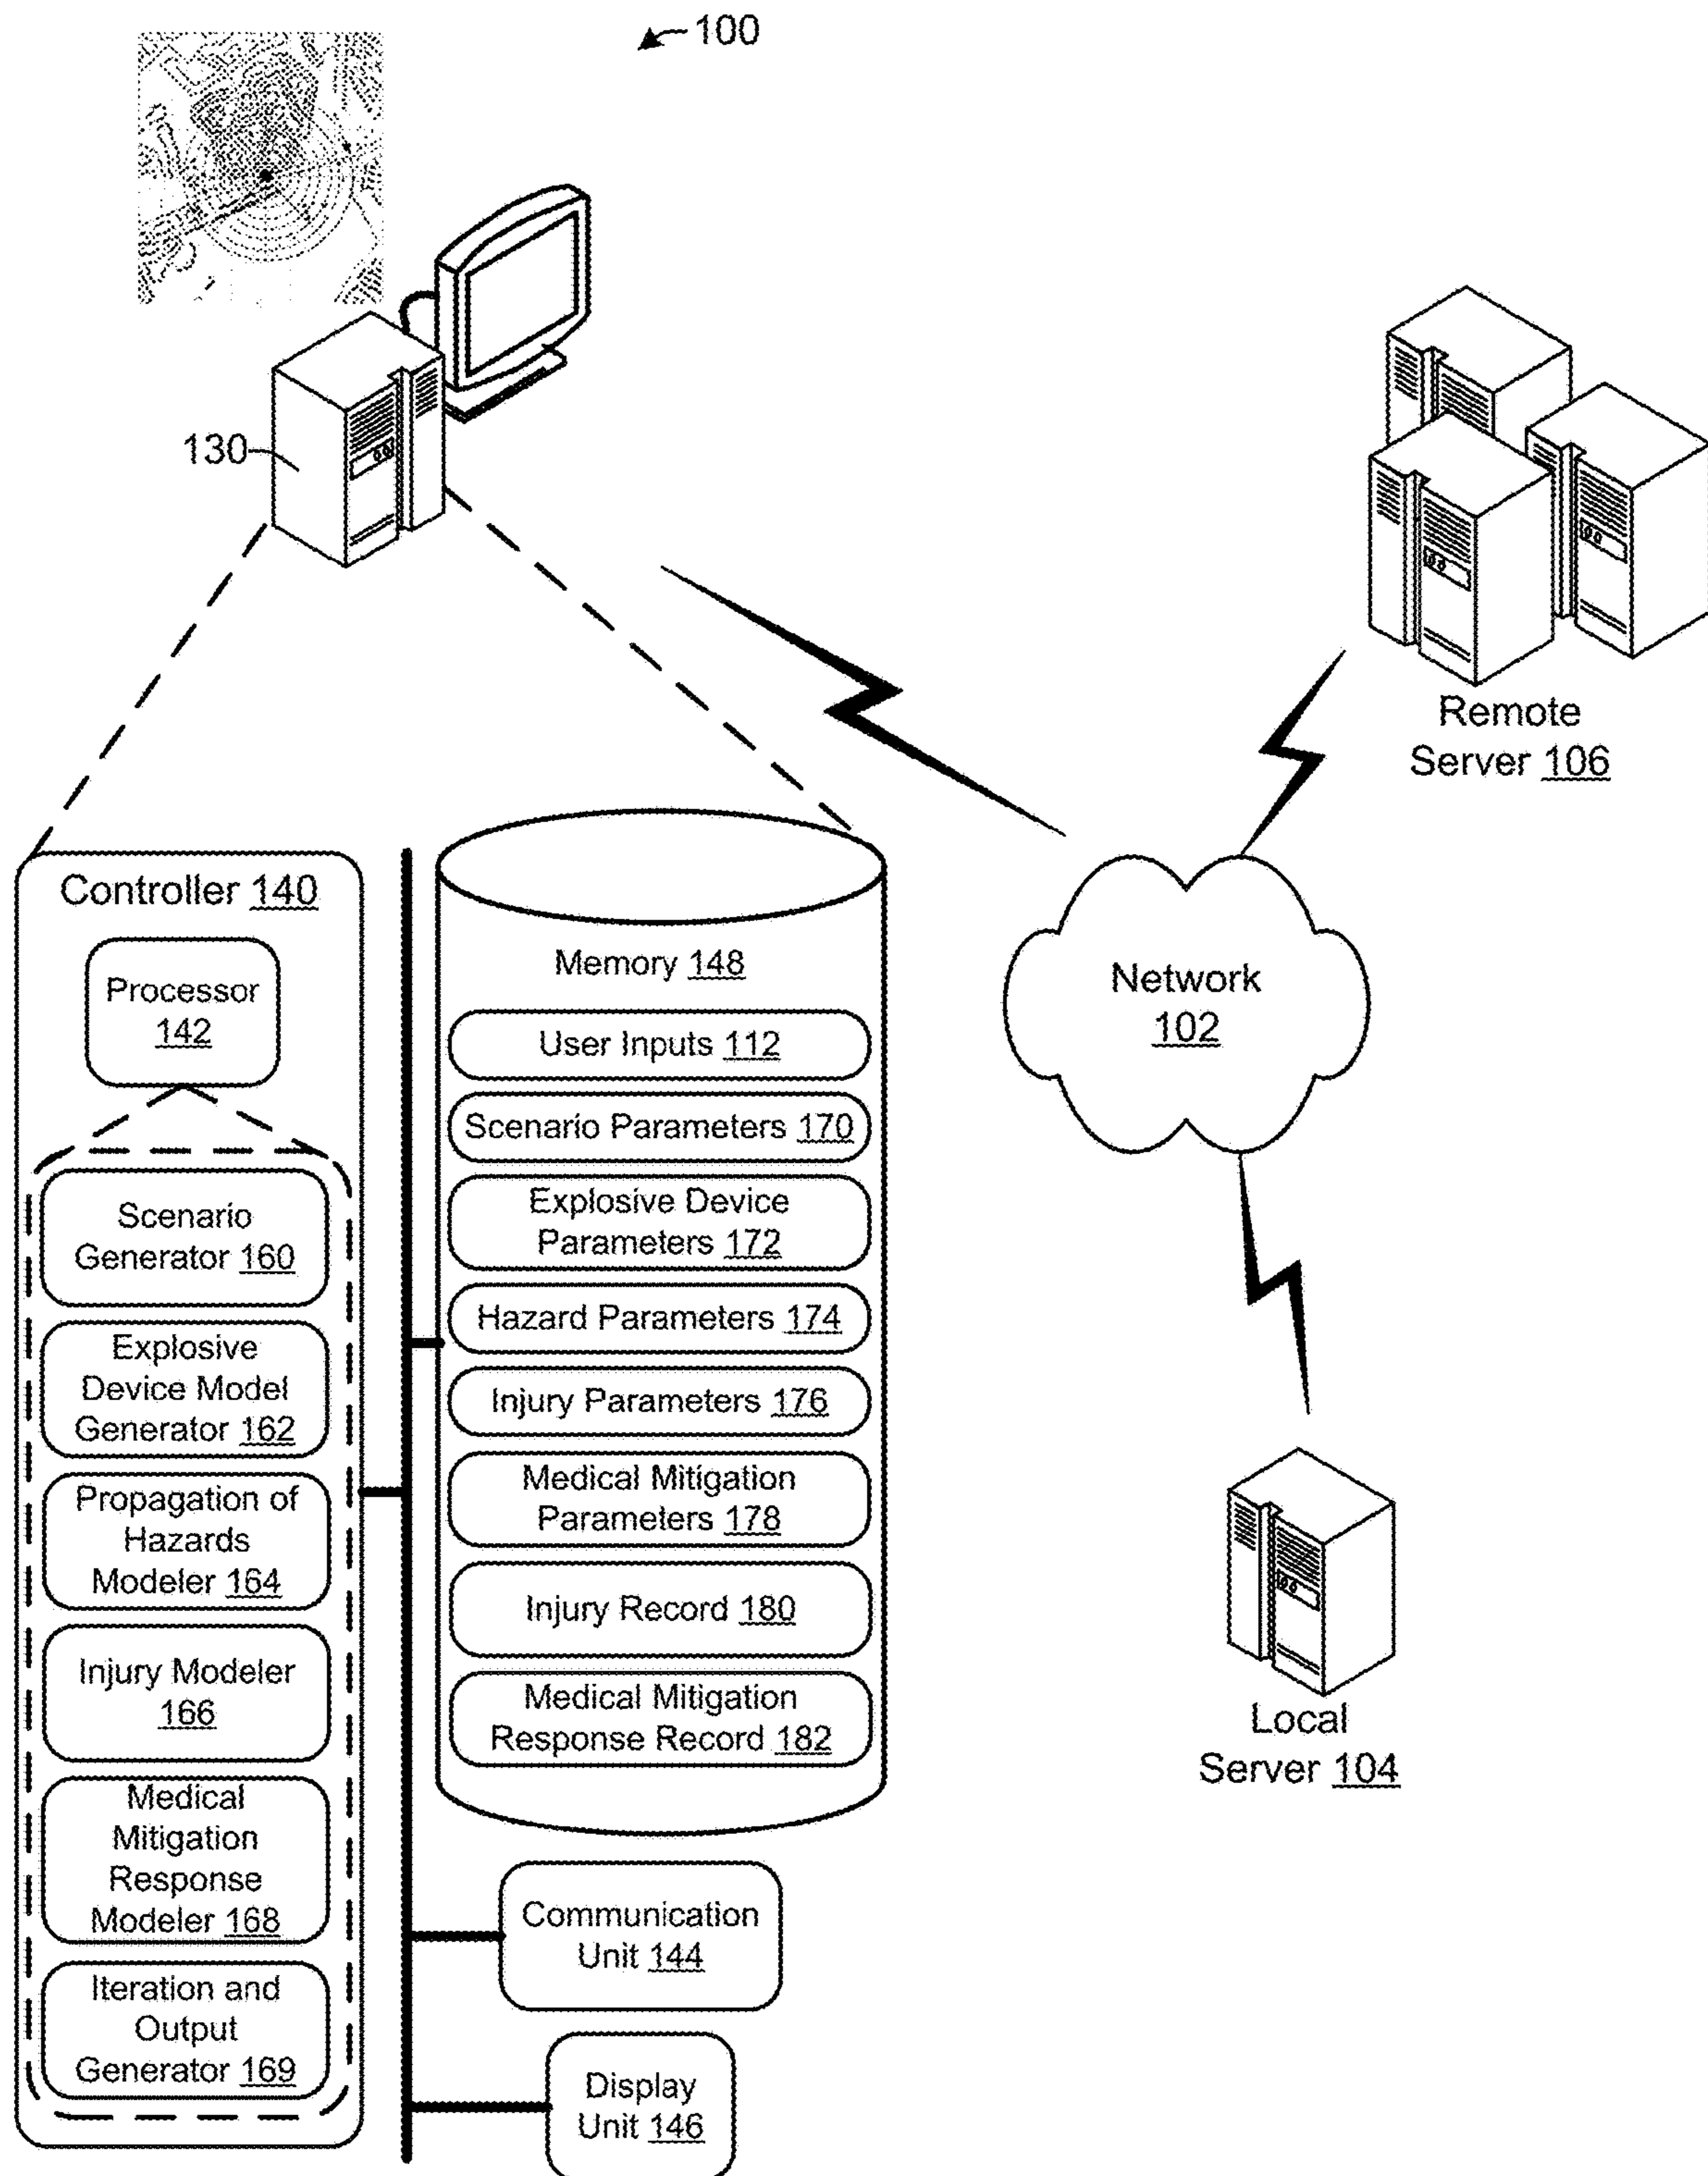 100
130
Remote
Server 106
Controller 140
Processor
142
Scenario
Generator 160
Explosive
Device Model
Generator 162
Propagation of
Hazards
Modeler 164
Injury Modeler
166
Medical
Mitigation
Response
Modeler 168
Iteration and
Output
Generator 169
Memory 148
User Inputs 112
Scenario Parameters 170
Explosive Device
Parameters 172
Hazard Parameters 174
Injury Parameters 176
Medical Mitigation
Parameters 178
Injury Record 180
Medical Mitigation
Response Record 182
Communication
Unit 144
Display
Unit 146
Network
102
Local
Server 104